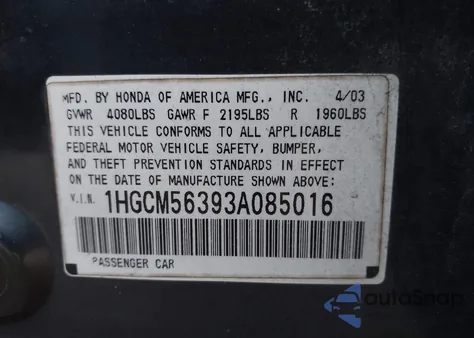 MFD. BY HONDA OF AMERICA MFG., INC. 4/03
GVWR 4080LBS GAWR F 2195LBS R 1960LBS
THIS VEHICLE CONFORMS TO ALL APPLICABLE
FEDERAL MOTOR VEHICLE SAFETY, BUMPER,
AND THEFT PREVENTION STANDARDS IN EFFECT
ON THE DATE OF MANUFACTURE SHOWN ABOVE:
V.I.N. 1HGCM56393A085016
PASSENGER CAR
autoSnap